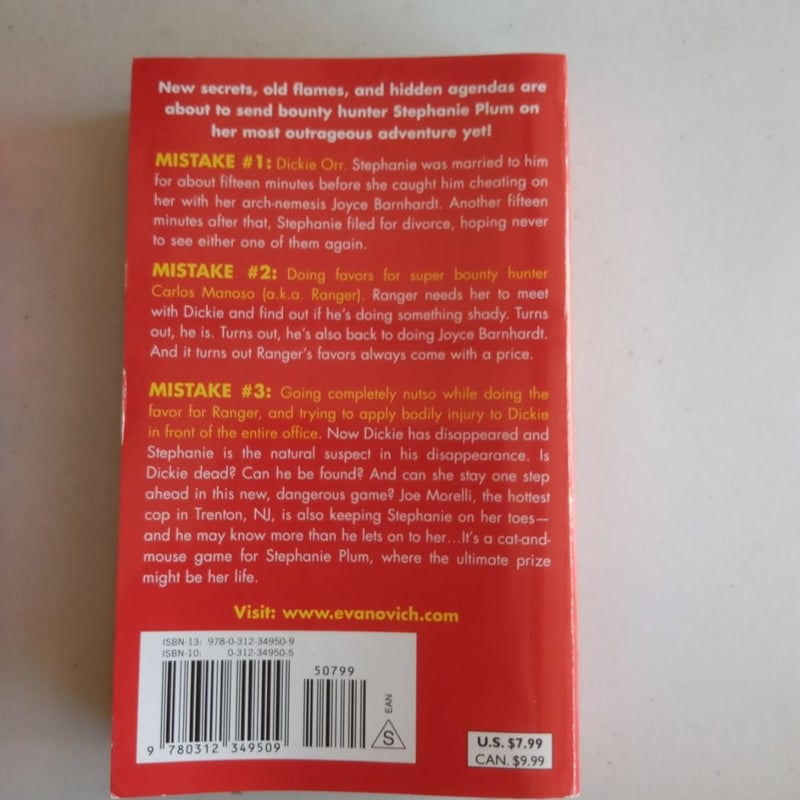 New secrets, old flames, and hidden agendas are
about to send bounty hunter Stephanie Plum on
her most outrageous adventure yet!
MISTAKE #1: Dickie Orr. Stephanie was married to him
for about fifteen minutes before she caught him cheating on
her with her arch-nemesis Joyce Barnhardt. Another fifteen
minutes after that, Stephanie filed for divorce, hoping never
to see either one of them again.
MISTAKE #2: Doing favors for super bounty hunter
Carlos Manoso (a.k.a. Ranger). Ranger needs her to meet
with Dickie and find out if he's doing something shady. Turns
out, he is. Turns out, he's also back to doing Joyce Barnhardt.
And it turns out Ranger's favors always come with a price.
MISTAKE #3: Going completely nutso while doing the
favor for Ranger, and trying to apply bodily injury to Dickie
in front of the entire office. Now Dickie has disappeared and
Stephanie is the natural suspect in his disappearance. Is
Dickie dead? Can he be found? And can she stay one step
ahead in this new, dangerous game? Joe Morelli, the hottest
cop in Trenton, NJ, is also keeping Stephanie on her toes—
and he may know more than he lets on to her...It's a cat-and-
mouse game for Stephanie Plum, where the ultimate prize
might be her life.
Visit: www.evanovich.com
ISBN-13: 978-0-312-34950-9
ISBN-10: 0-312-34950-5
50799
9 780312 349509
EAN
S
U.S. $7.99
CAN. $9.99